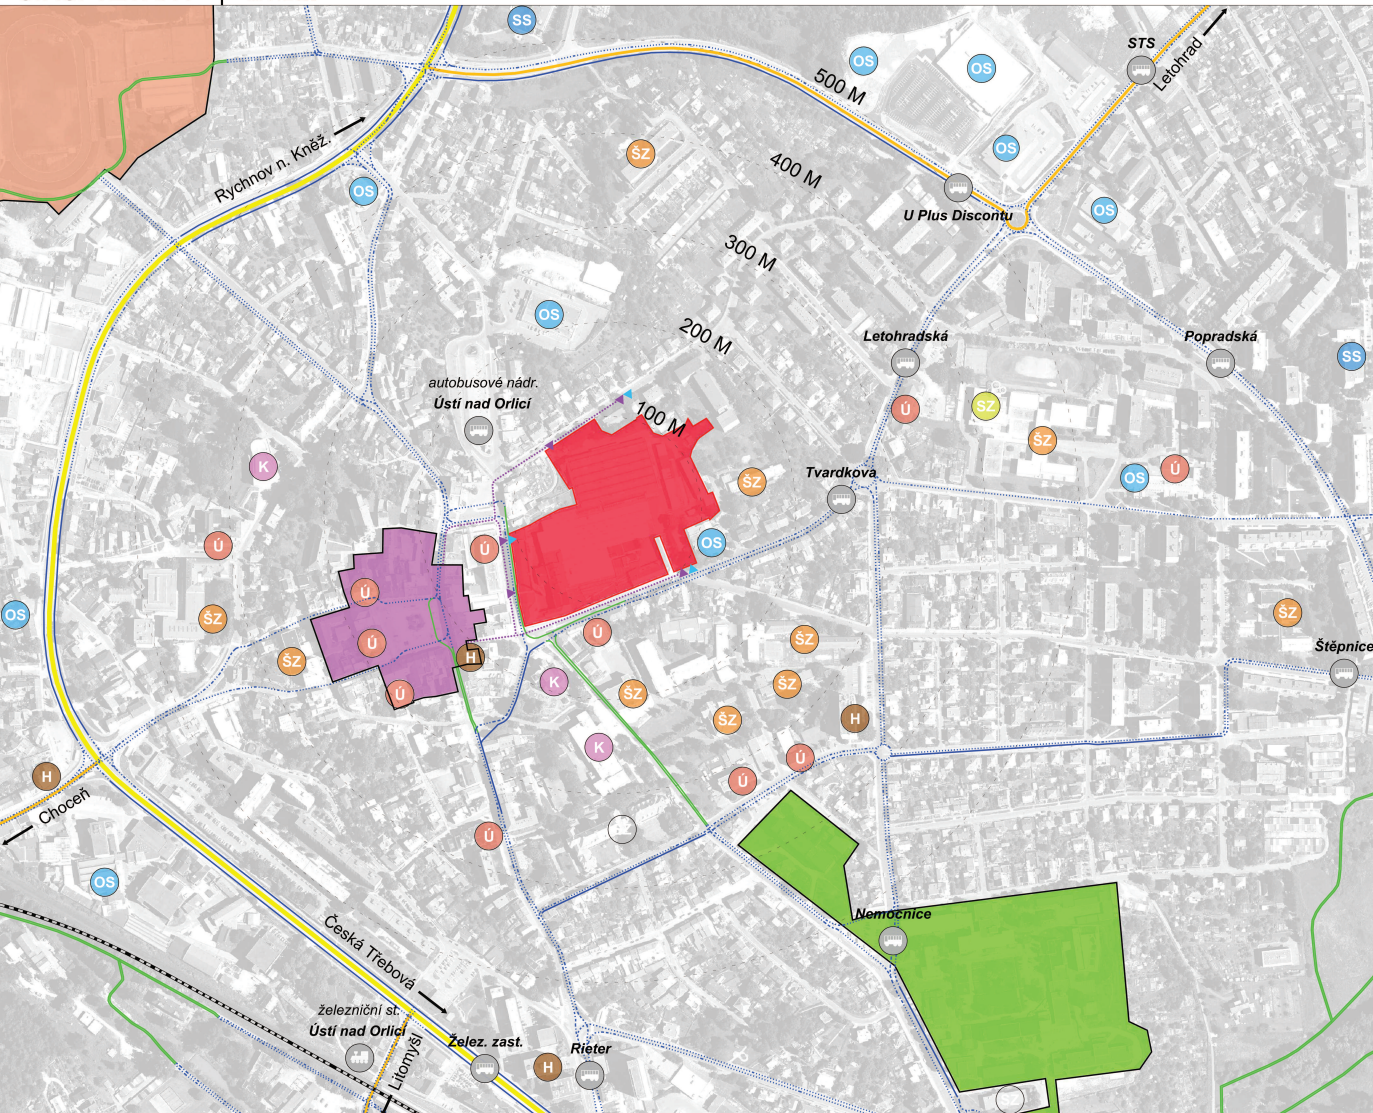 SS
STS
OS
OS
Letohrad
500 M
OS
ŠZ
400 M
Rychnov n. Kněž.
OS
U Plus Discontu
OS
300 M
OS
200 M
Letohradská
Popradská
SS
autobusové nádr.
Ústí nad Orlicí
100 M
Ú
SZ
ŠZ
K
Tvardkova
ŠZ
OS
Ú
Ú
Ú
OS
Ú
OS
ŠZ
ŠZ
Ú
Ú
ŠZ
Štěpnice
ŠZ
H
K
ŠZ
ŠZ
Ú
ŠZ
H
K
Ú
H
Ú
Choceň
Ú
OS
Nemocnice
Česká Třebová
železniční st.
Ústí nad Orlicí
Litomyšl
Želez. zast.
H
Rieter